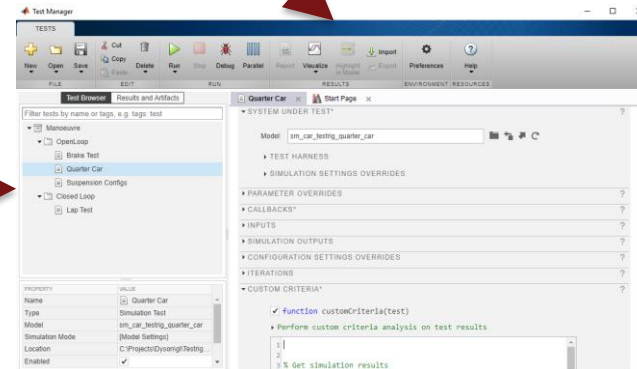 Test Manager
TESTS
New Open Save Cut Copy Paste Delete Run Stop Debug Parallel Report Visualize Highlight in Model Import Export Preferences Help
FILE EDIT RUN RESULTS ENVIRONMENT RESOURCES
Test Browser Results and Artifacts
Filter tests by name or tags, e.g. tags: test
Manoeuvre
OpenLoop
Brake Test
Quarter Car
Suspension Configs
Closed Loop
Lap Test
PROPERTY VALUE
Name Quarter Car
Type Simulation Test
Model sm_car_testrig_quarter_car
Simulation Mode [Model Settings]
Location C:\Projects\Dysonigl\Testrig...
Enabled
Quarter Car × Start Page ×
SYSTEM UNDER TEST* ?
Model: sm_car_testrig_quarter_car
TEST HARNESS
SIMULATION SETTINGS OVERRIDES
PARAMETER OVERRIDES ?
CALLBACKS* ?
INPUTS ?
SIMULATION OUTPUTS ?
CONFIGURATION SETTINGS OVERRIDES ?
ITERATIONS ?
CUSTOM CRITERIA* ?
function customCriteria(test)
Perform custom criteria analysis on test results
1
2
3 % Get simulation results